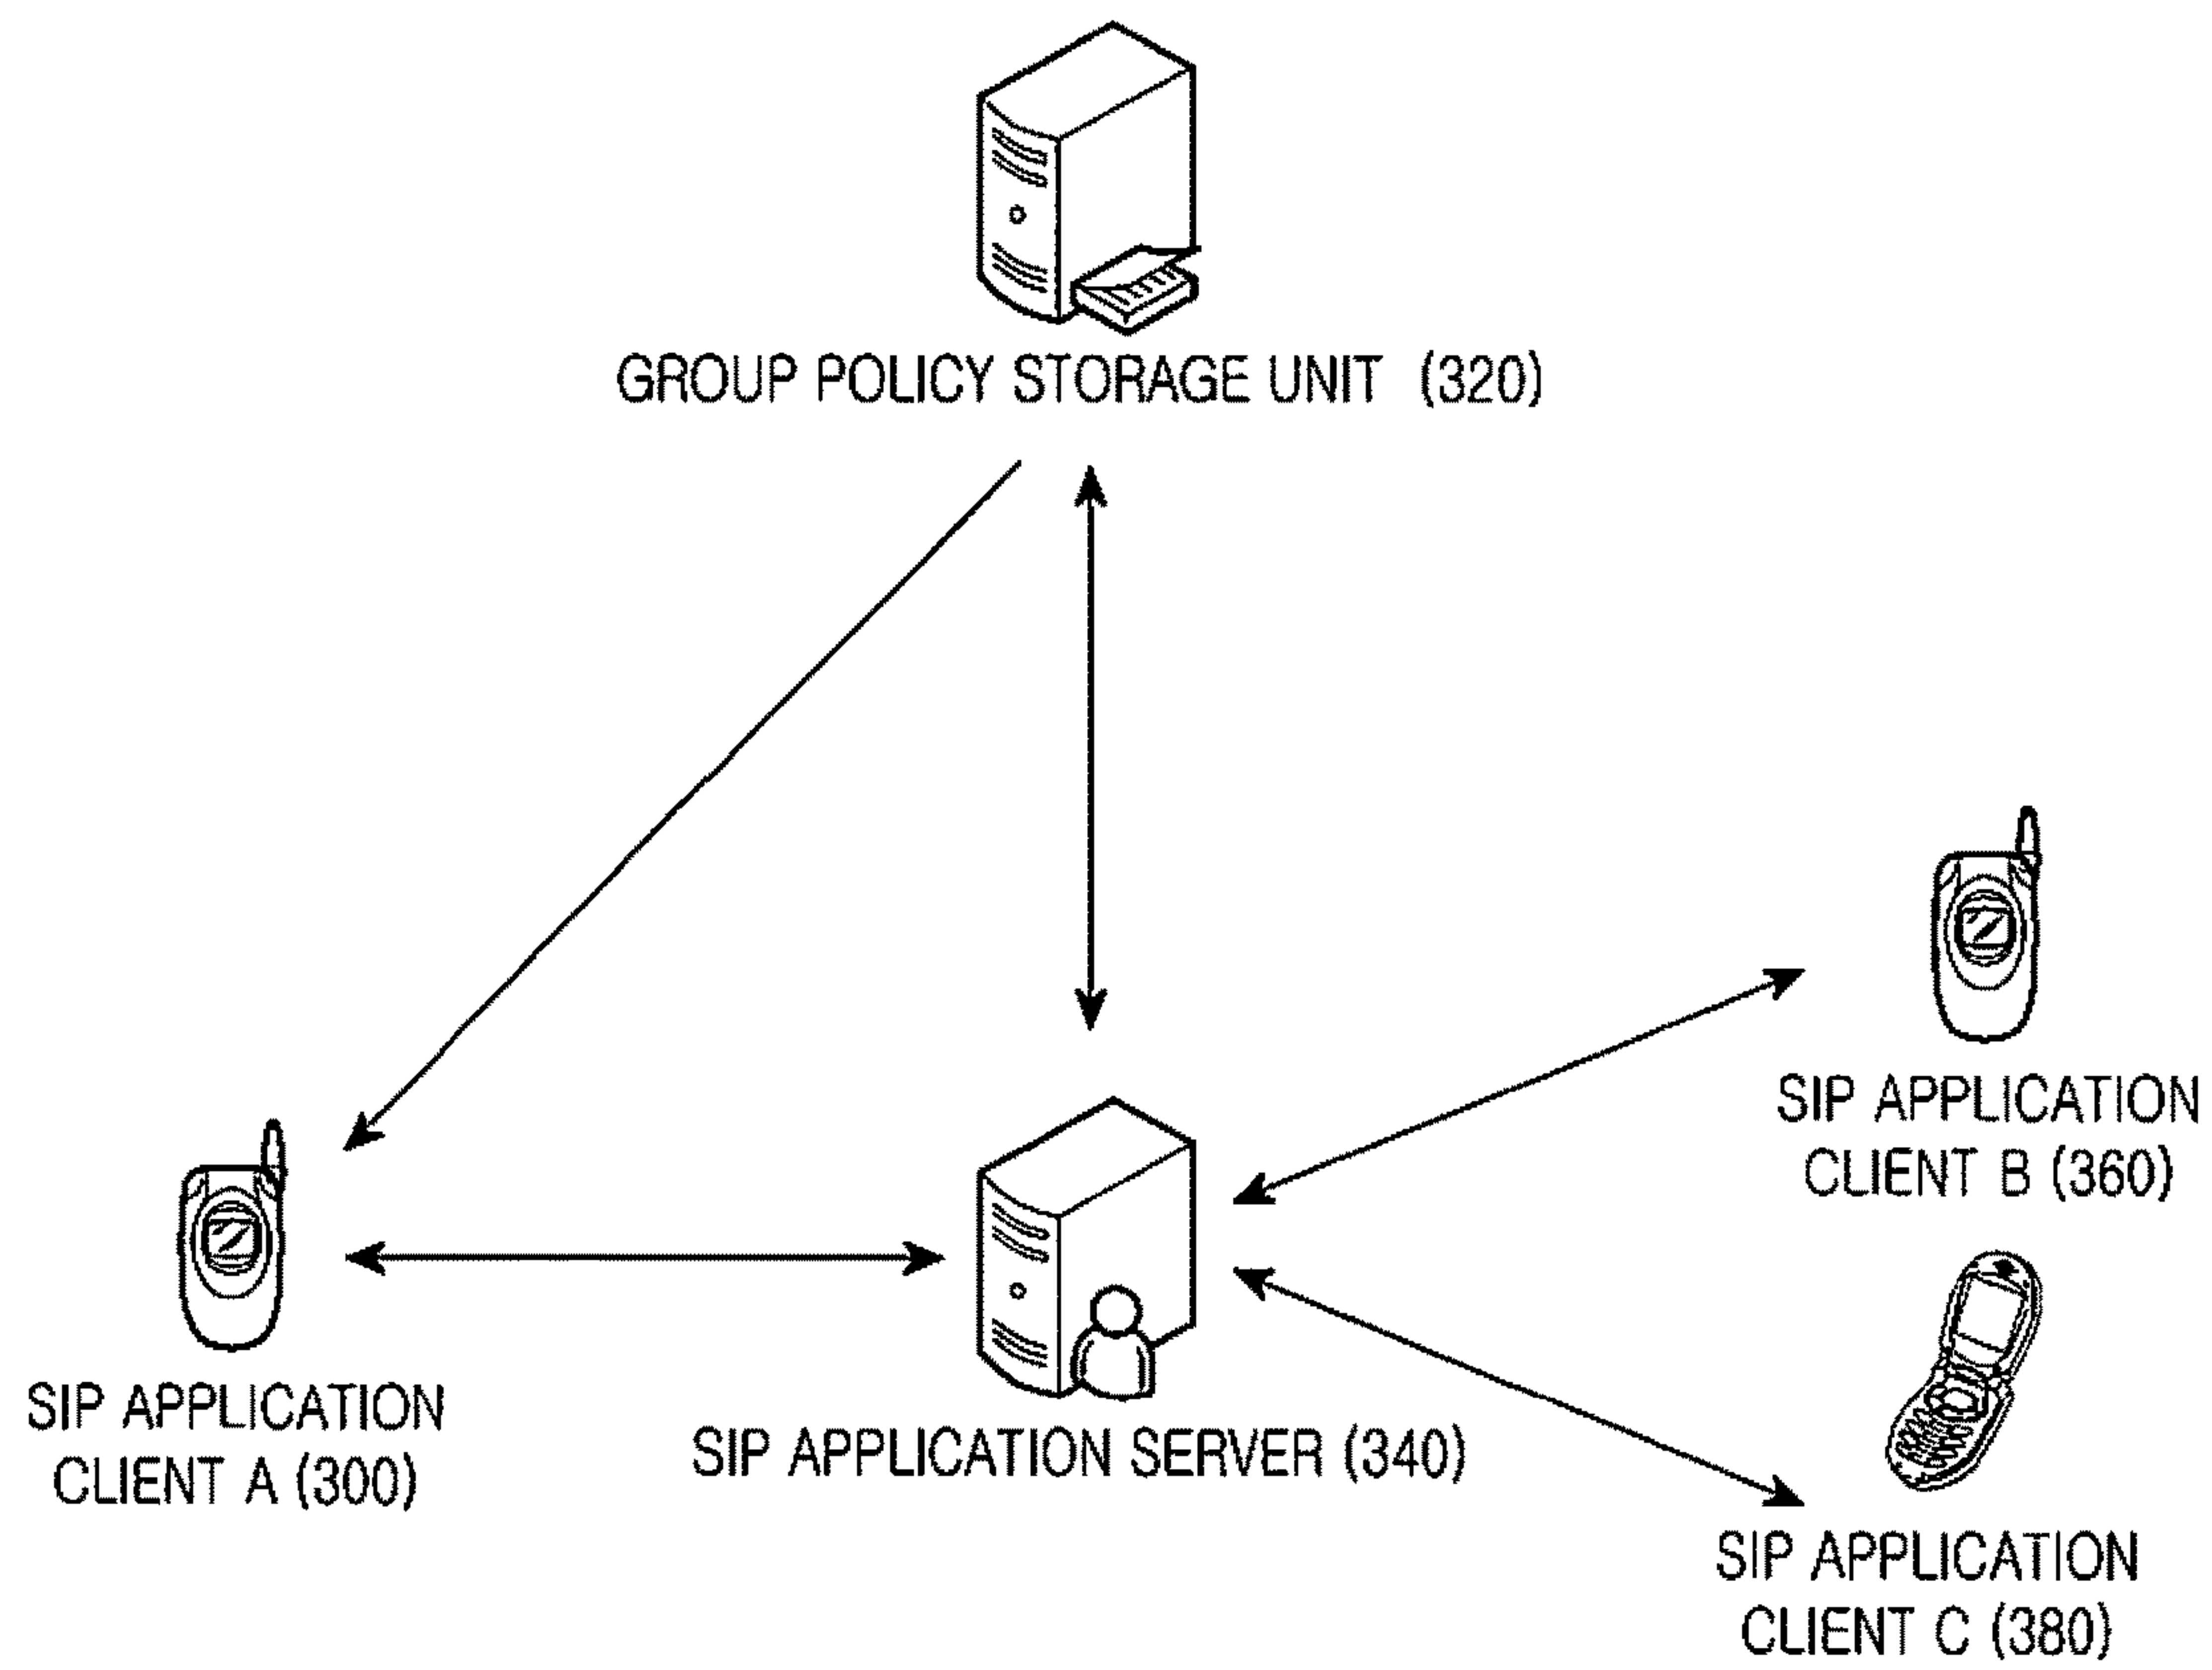 GROUP POLICY STORAGE UNIT (320)
SIP APPLICATION
CLIENT B (360)
SIP APPLICATION
CLIENT A (300)
SIP APPLICATION SERVER (340)
SIP APPLICATION
CLIENT C (380)